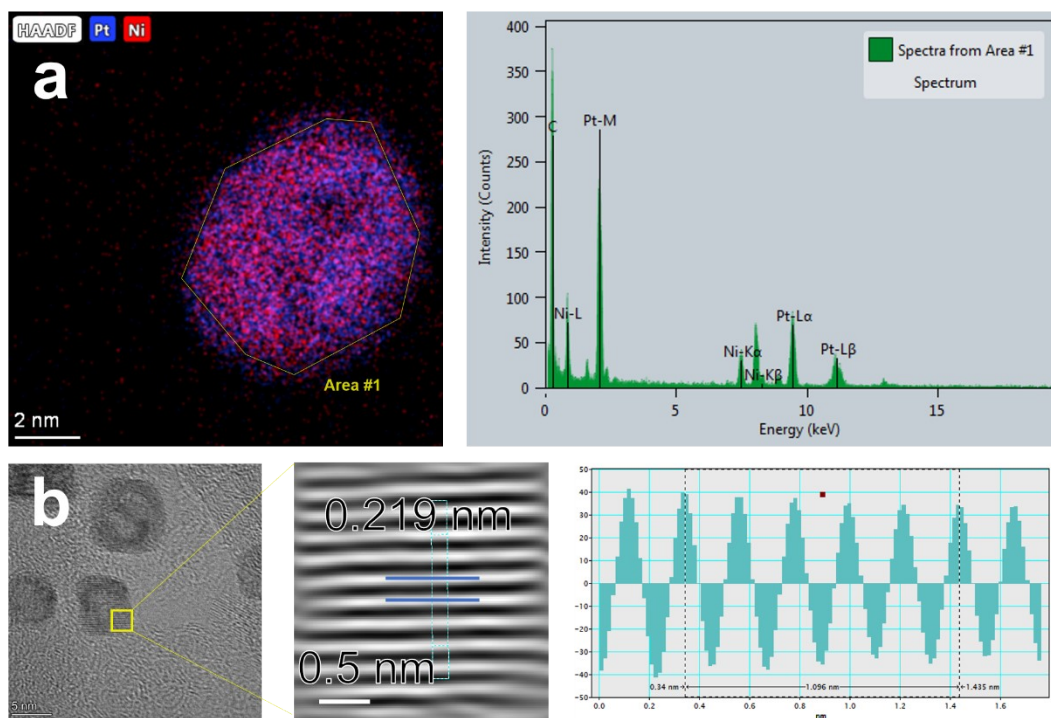 HAADF Pt Ni
a
Area #1
2 nm
400
350
300
250
200
150
100
50
0
Intensity (Counts)
Spectra from Area #1
Spectrum
C
Ni-L
Pt-M
Ni-Kα
Ni-Kβ
Pt-Lα
Pt-Lβ
0 5 10 15
Energy (keV)
b
5 nm
0.219 nm
0.5 nm
50
40
30
20
10
0
-10
-20
-30
-40
-50
0.34 nm 1.096 nm 1.435 nm
0.0 0.2 0.4 0.6 0.8 1.0 1.2 1.4 1.6
nm